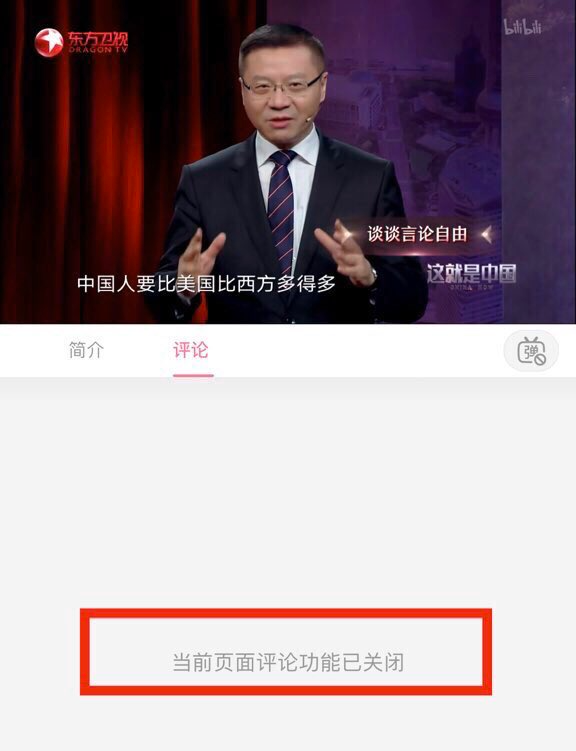 东方卫视
DRAGON TV
bilibili
谈谈言论自由
中国人要比美国比西方多得多
这就是中国
CHINA NOW
简介
评论
弹
当前页面评论功能已关闭